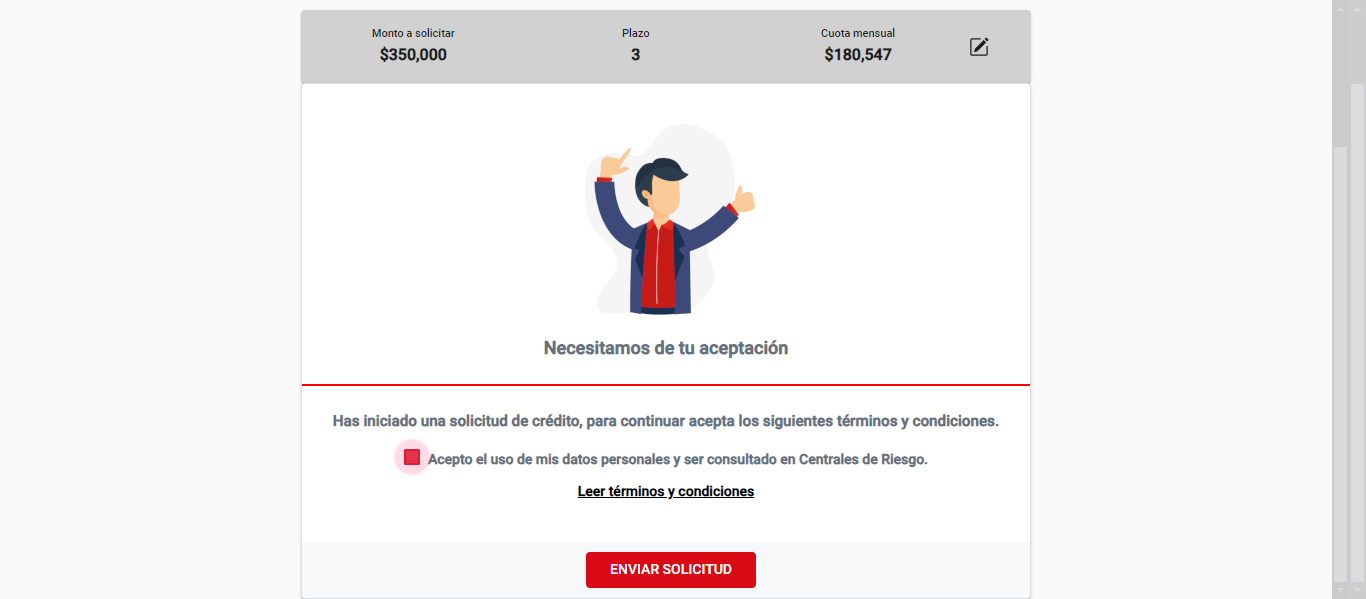 Monto a solicitar
$350,000
Plazo
3
Cuota mensual
$180,547
Necesitamos de tu aceptación
Has iniciado una solicitud de crédito, para continuar acepta los siguientes términos y condiciones.
Acepto el uso de mis datos personales y ser consultado en Centrales de Riesgo.
Leer términos y condiciones
ENVIAR SOLICITUD